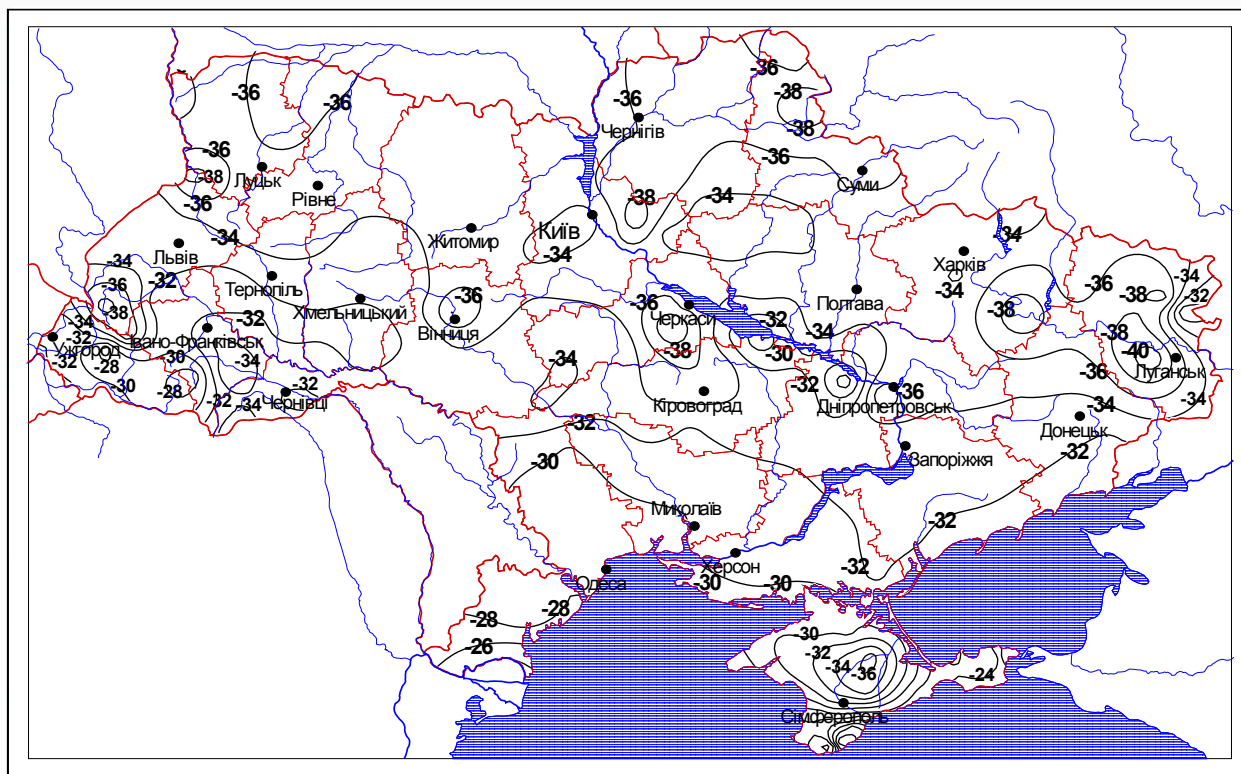 -36
-36
-36
-36
-38
-36
Чернігів
-38
-36
-38
Луцьк
-36
Рівне
-36
Суми
-38
-34
-34
Львів
Житомир
Київ
-34
34
Харків
-34
-34
-32
-36
-38
Тернопіль
Хмельницький
-36
Вінниця
-36
Черкаси
-38
Полтава
-32
-34
-34
-38
-36
-38
-34
-32
-38
-40
Луганськ
-36
-34
-34
-32
Ужгород
-32
-28
-30
Івано-Франківськ
-32
-30
-34
-28
-32
-34
-32
Чернівці
-34
-30
-32
Кіровоград
-36
Дніпропетровськ
-34
Донецьк
-32
-32
-30
Запоріжжя
Миколаїв
-32
Херсон
-32
Одеса
-30
-30
-28
-28
-26
-30
-32
-34
-36
-24
Сімферополь